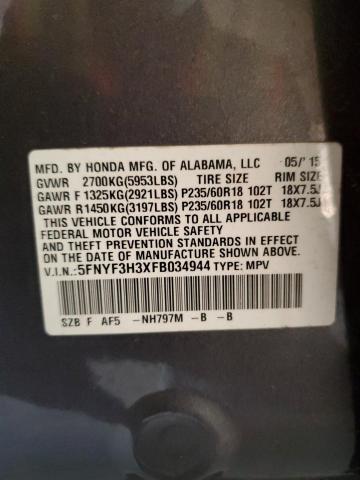 MFD. BY HONDA MFG. OF ALABAMA, LLC 05/'15
GVWR 2700KG(5953LBS) TIRE SIZE RIM SIZE
GAWR F 1325KG(2921LBS) P235/60R18 102T 18X7.5J
GAWR R1450KG(3197LBS) P235/60R18 102T 18X7.5J
THIS VEHICLE CONFORMS TO ALL APPLICABLE
FEDERAL MOTOR VEHICLE SAFETY
AND THEFT PREVENTION STANDARDS IN EFFECT
ON THE DATE OF MANUFACTURE SHOWN ABOVE.
V.I.N.: 5FNYF3H3XFB034944 TYPE: MPV
SZB F AF5 -NH797M -B -B